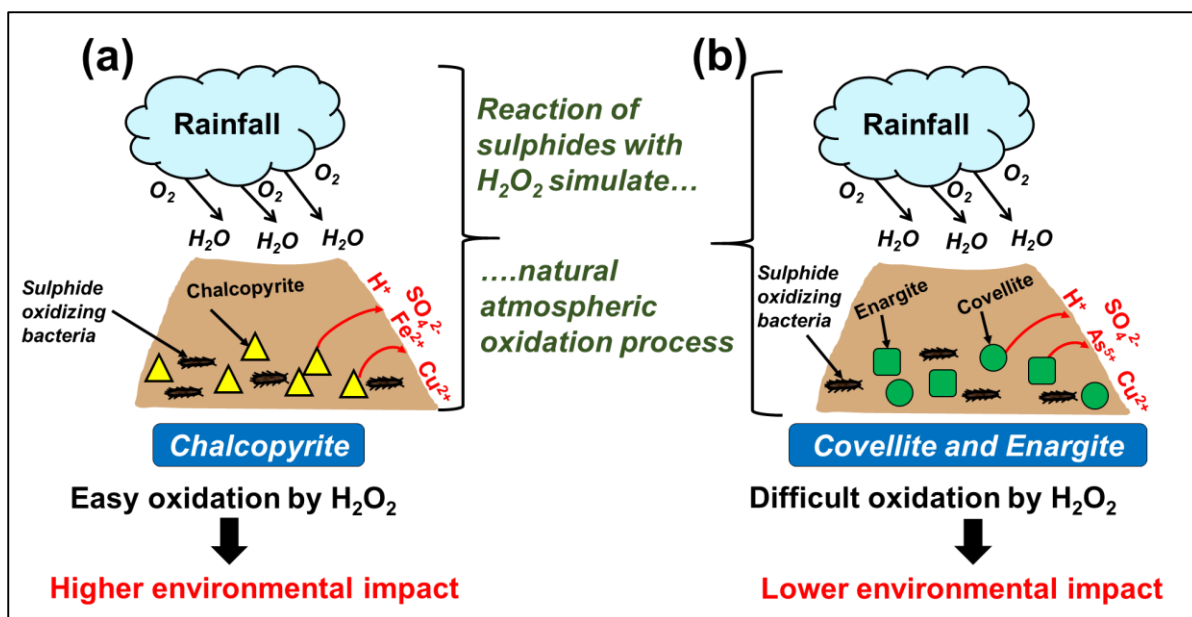 (a)
Rainfall
O₂
O₂
O₂
H₂O
H₂O
H₂O
Sulphide
oxidizing
bacteria
Chalcopyrite
H⁺
SO₄²⁻
Fe²⁺
Cu²⁺
Chalcopyrite
Easy oxidation by H₂O₂
Higher environmental impact
Reaction of
sulphides with
H₂O₂ simulate…
….natural
atmospheric
oxidation process
(b)
Rainfall
O₂
O₂
O₂
H₂O
H₂O
H₂O
Sulphide
oxidizing
bacteria
Enargite
Covellite
H⁺
SO₄²⁻
As⁵⁺
Cu²⁺
Covellite and Enargite
Difficult oxidation by H₂O₂
Lower environmental impact